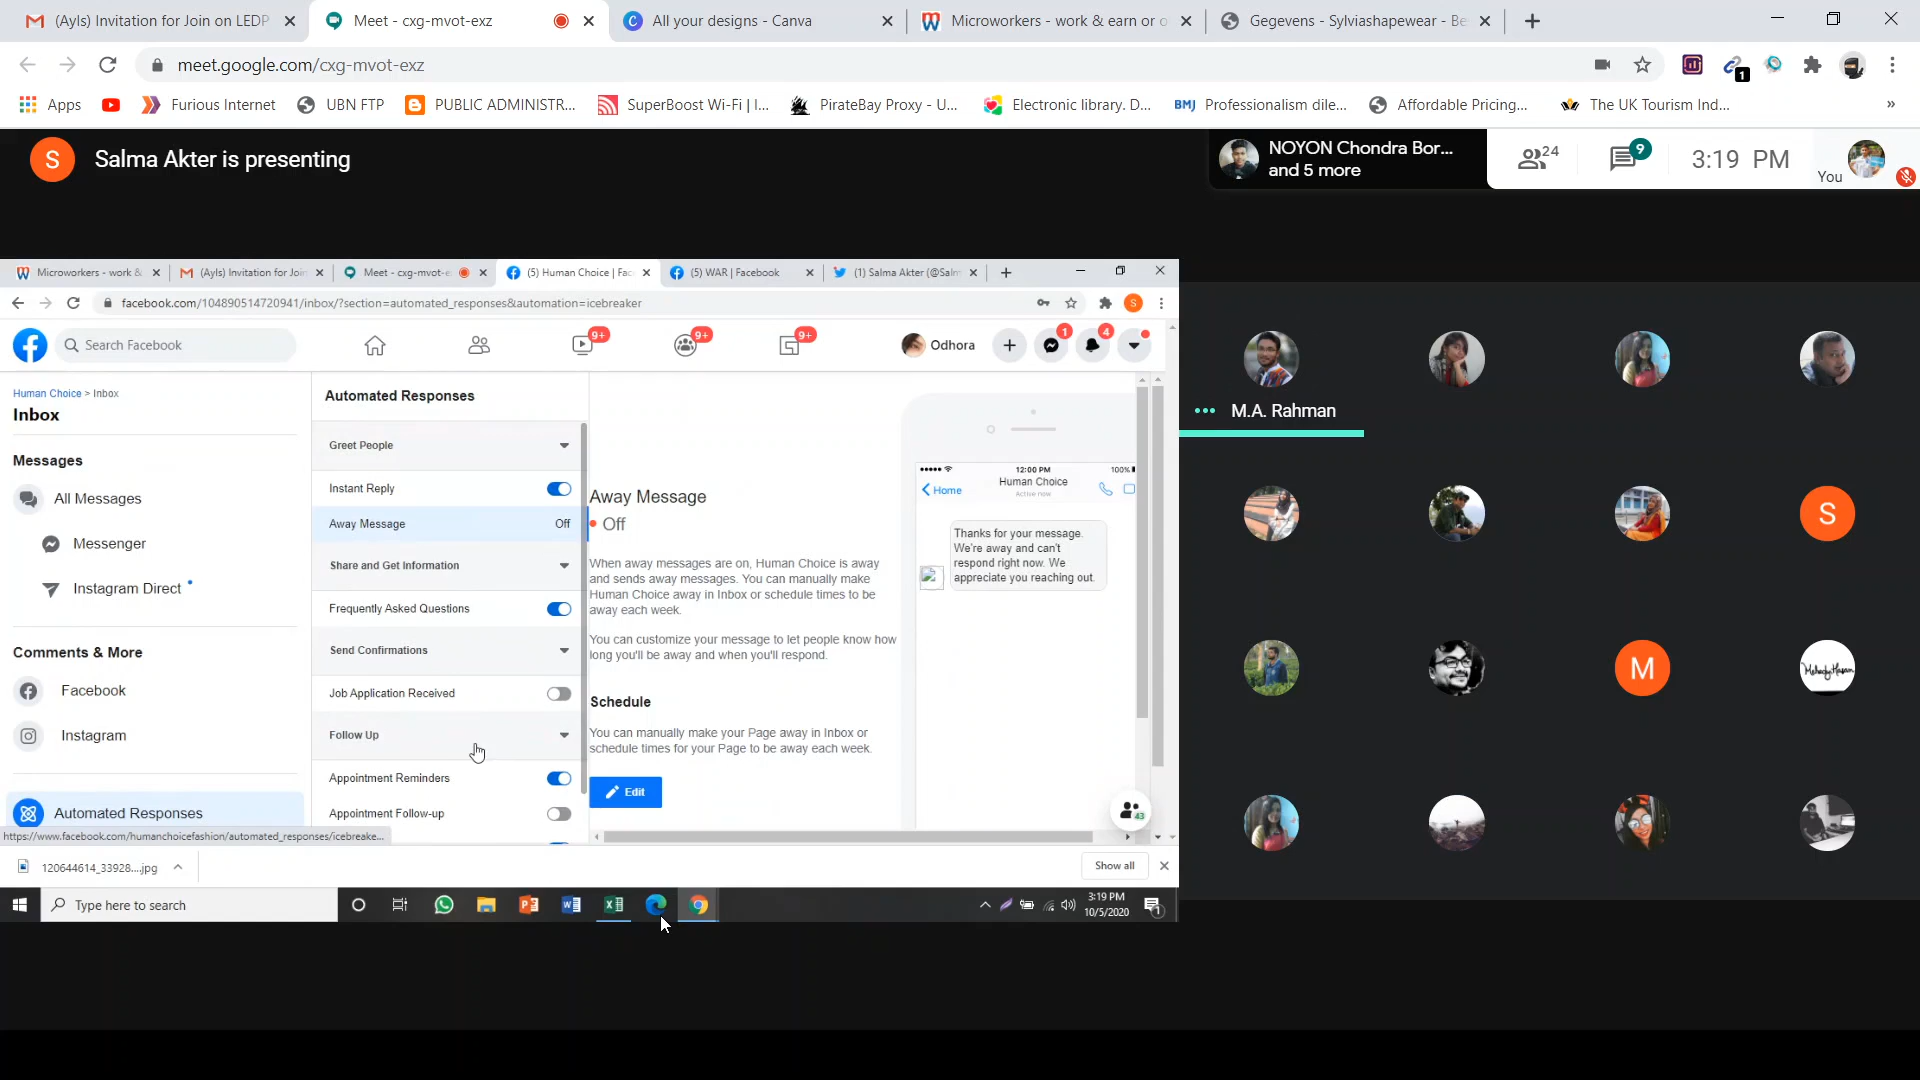 (Ayls) Invitation for Join on LEDP
Meet - cxg-mvot-exz
All your designs - Canva
Microworkers - work & earn or o
Gegevens - Sylviashapewear - Be
meet.google.com/cxg-mvot-exz
1
Apps
Furious Internet
UBN FTP
PUBLIC ADMINISTR...
SuperBoost Wi-Fi | I...
PirateBay Proxy - U...
Electronic library. D...
BMJ
Professionalism dile...
Affordable Pricing...
The UK Tourism Ind...
»
S
Salma Akter is presenting
NOYON Chondra Bor...
and 5 more
24
9
3:19 PM
You
Microworkers - work &
(Ayls) Invitation for Join
Meet - cxg-mvot-e
(5) Human Choice | Fac
(5) WAR | Facebook
(1) Salma Akter (@Salm
facebook.com/104890514720941/inbox/?section=automated_responses&automation=icebreaker
S
Search Facebook
9+
9+
9+
Odhora
1
4
Human Choice > Inbox
Inbox
Messages
All Messages
Messenger
Instagram Direct
Comments & More
Facebook
Instagram
Automated Responses
https://www.facebook.com/humanchoicefashion/automated_responses/icebreake...
Automated Responses
Greet People
Instant Reply
Away Message
Off
Share and Get Information
Frequently Asked Questions
Send Confirmations
Job Application Received
Follow Up
Appointment Reminders
Appointment Follow-up
Away Message
Off
When away messages are on, Human Choice is away
and sends away messages. You can manually make
Human Choice away in Inbox or schedule times to be
away each week.
You can customize your message to let people know how
long you'll be away and when you'll respond.
Schedule
You can manually make your Page away in Inbox or
schedule times for your Page to be away each week.
Edit
12:00 PM
100%
Home
Human Choice
Active now
Thanks for your message.
We're away and can't
respond right now. We
appreciate you reaching out.
43
120644614_33928....jpg
Show all
Type here to search
3:19 PM
10/5/2020
1
M.A. Rahman
S
M
Mehedy Hasan